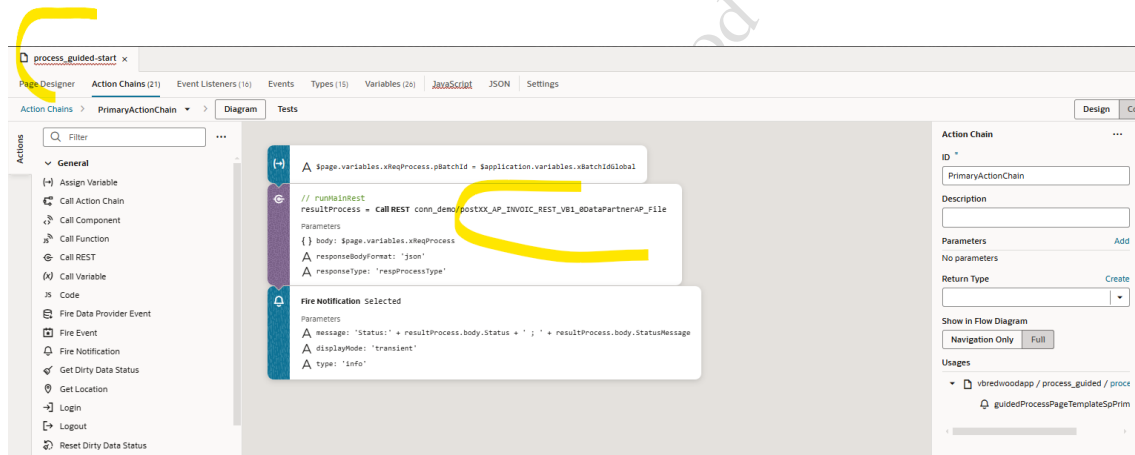 od
process_guided-start ×
Page Designer Action Chains (21) Event Listeners (16) Events Types (15) Variables (26) JavaScript JSON Settings
Action Chains > PrimaryActionChain > Diagram Tests Design
Actions
Filter
General
Assign Variable
Call Action Chain
Call Component
Call Function
Call REST
Call Variable
JS Code
Fire Data Provider Event
Fire Event
Fire Notification
Get Dirty Data Status
Get Location
Login
Logout
Reset Dirty Data Status
$page.variables.xReqProcess.pBatchId = $application.variables.xBatchIdGlobal
// runMainRest
resultProcess = Call REST conn_demo/postXX_AP_INVOIC_REST_VB1_0DataPartnerAP_File
Parameters
{ } body: $page.variables.xReqProcess
A responseBodyFormat: 'json'
A responseType: 'respProcessType'
Fire Notification Selected
Parameters
A message: 'Status:' + resultProcess.body.Status + ' ; ' + resultProcess.body.StatusMessage
A displayMode: 'transient'
A type: 'info'
Action Chain
ID *
PrimaryActionChain
Description
Parameters Add
No parameters
Return Type Create
Show in Flow Diagram
Navigation Only Full
Usages
vbredwoodapp / process_guided / proce
guidedProcessPageTemplateSpPrim